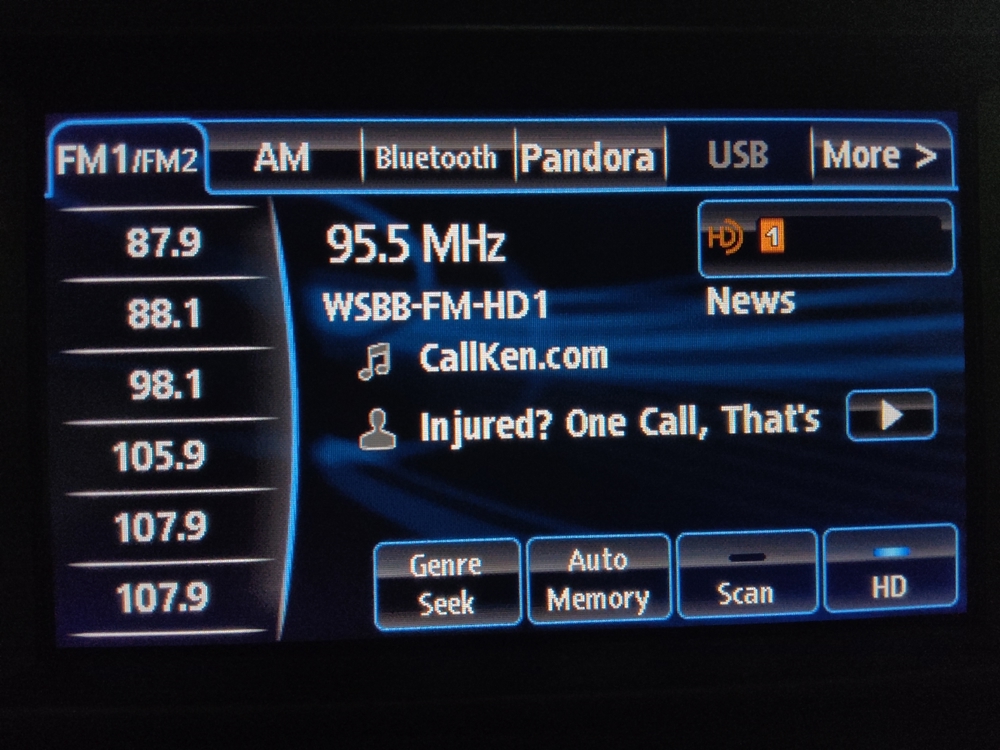 FM1/FM2 AM Bluetooth Pandora USB More >
87.9
88.1
98.1
105.9
107.9
107.9
95.5 MHz
HD 1
WSBB-FM-HD1
News
CallKen.com
Injured? One Call, That's
Genre
Seek
Auto
Memory
Scan
HD